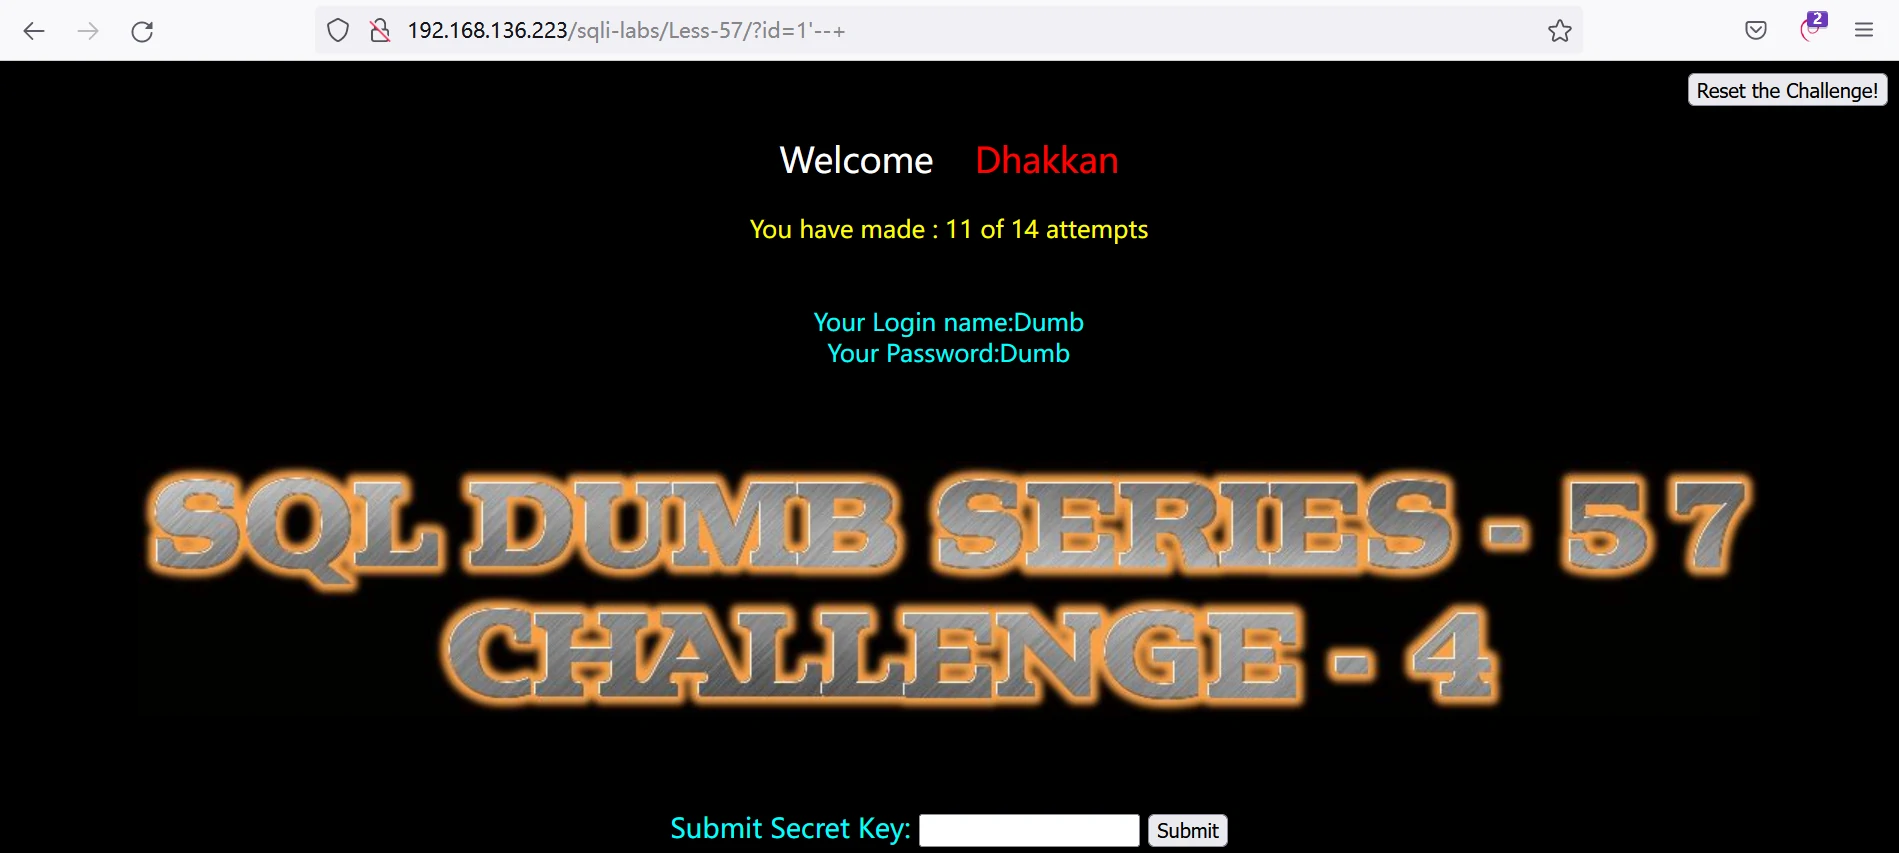 192.168.136.223/sqli-labs/Less-57/?id=1'--+
2
Reset the Challenge!
Welcome Dhakkan
You have made : 11 of 14 attempts
Your Login name:Dumb
Your Password:Dumb
SQL DUMB SERIES - 57
CHALLENGE - 4
Submit Secret Key: Submit